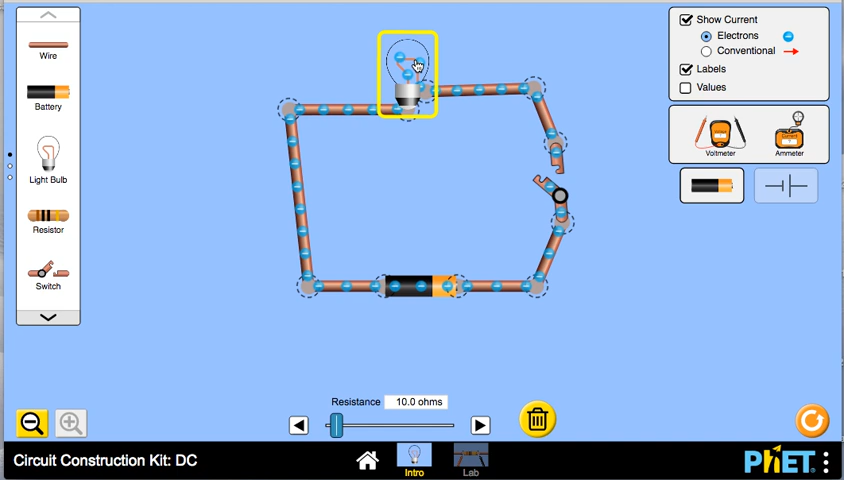 Wire
Battery
Light Bulb
Resistor
Switch
Show Current
Electrons
Conventional
Labels
Values
Voltmeter
Ammeter
Resistance 10.0 ohms
Circuit Construction Kit: DC
Intro
Lab
PhET